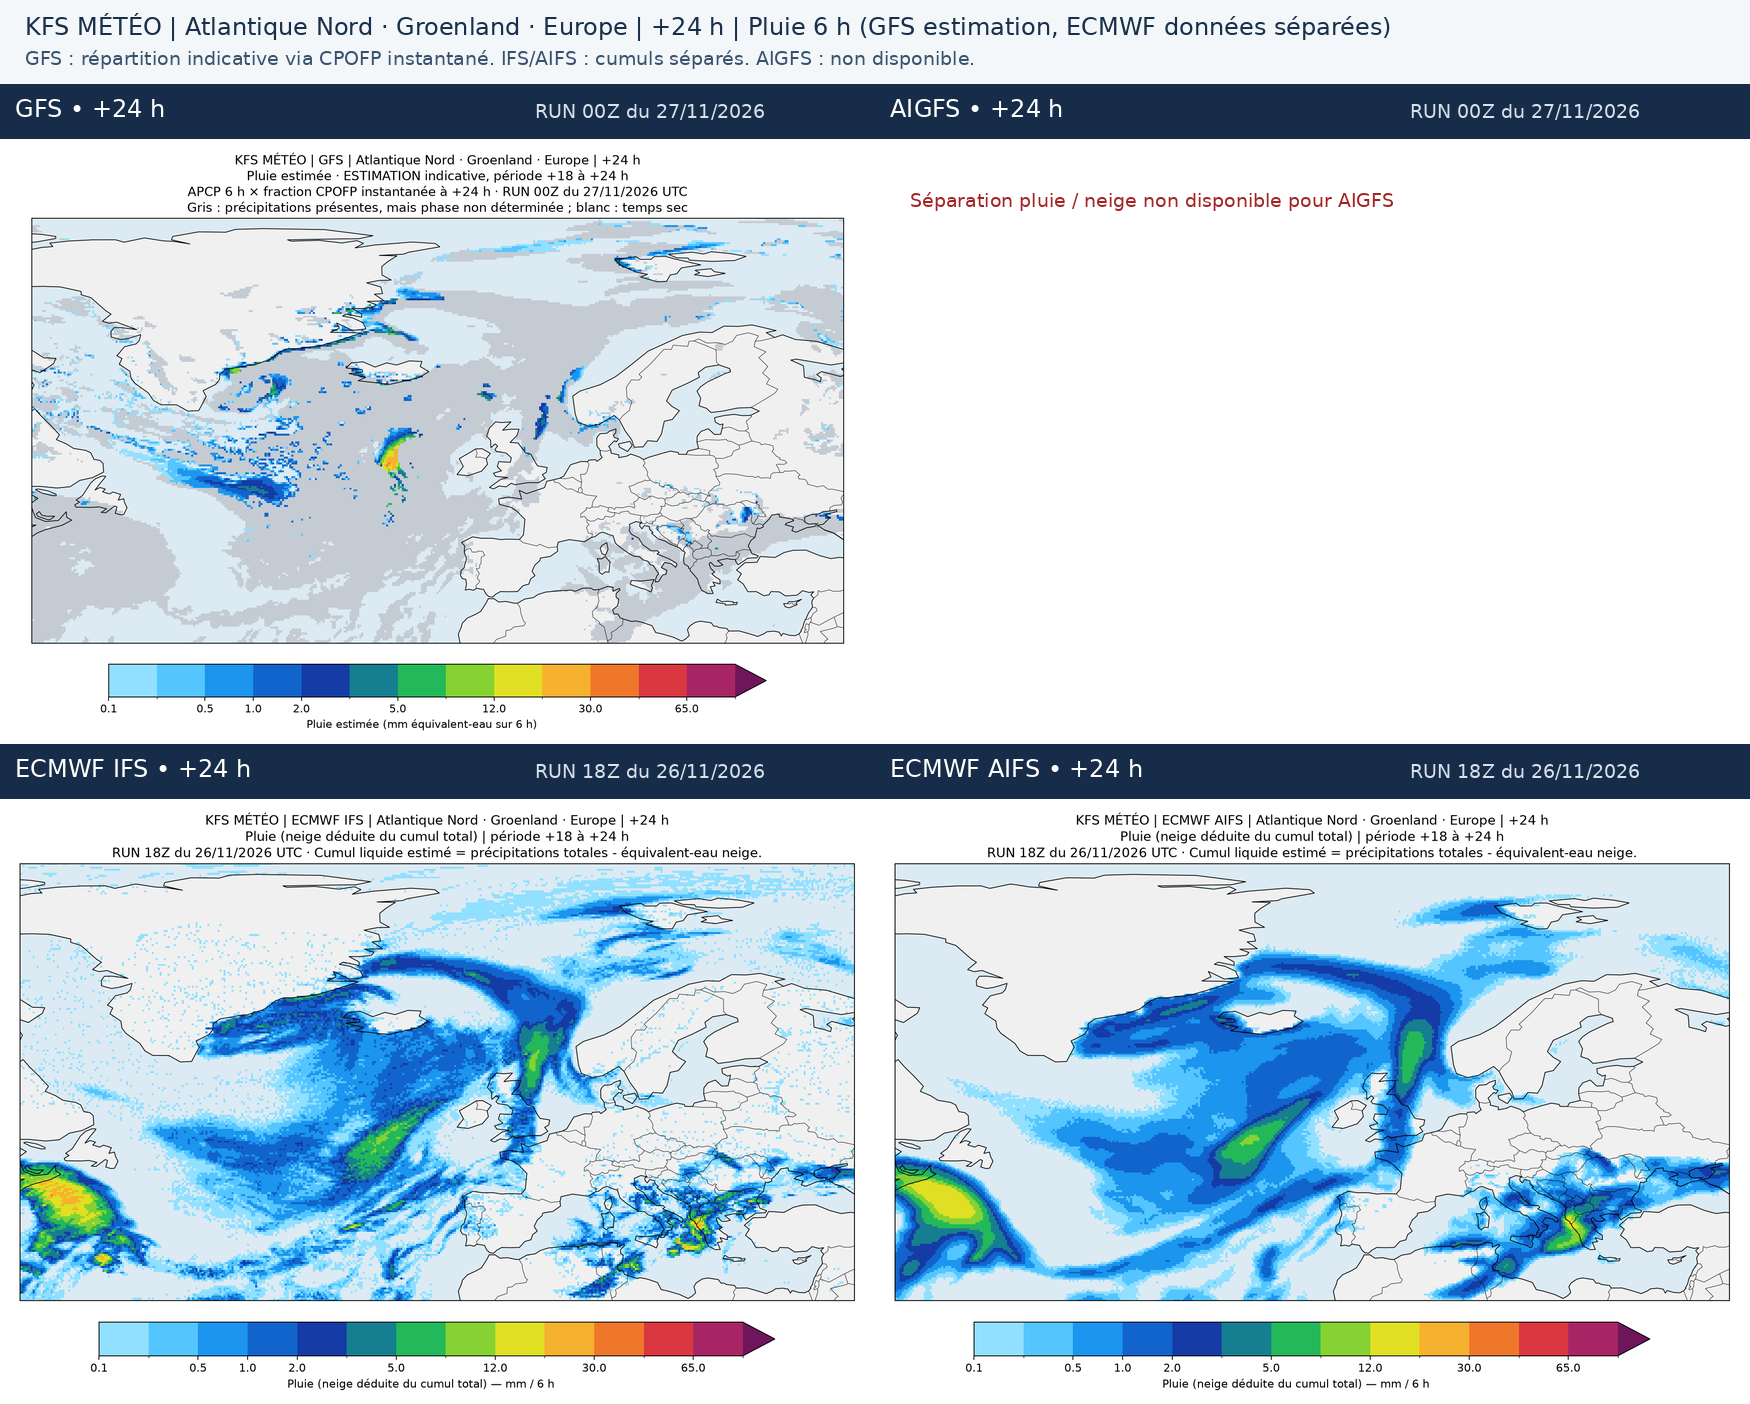 KFS MÉTÉO | Atlantique Nord · Groenland · Europe | +24 h | Pluie 6 h (GFS estimation, ECMWF données séparées)
GFS : répartition indicative via CPOFP instantané. IFS/AIFS : cumuls séparés. AIGFS : non disponible.
GFS • +24 h
RUN 00Z du 27/11/2026
AIGFS • +24 h
RUN 00Z du 27/11/2026
KFS MÉTÉO | GFS | Atlantique Nord · Groenland · Europe | +24 h
Pluie estimée · ESTIMATION indicative, période +18 à +24 h
APCP 6 h × fraction CPOFP instantanée à +24 h · RUN 00Z du 27/11/2026 UTC
Gris : précipitations présentes, mais phase non déterminée ; blanc : temps sec
Séparation pluie / neige non disponible pour AIGFS
0.1 0.5 1.0 2.0 5.0 12.0 30.0 65.0
Pluie estimée (mm équivalent-eau sur 6 h)
ECMWF IFS • +24 h
RUN 18Z du 26/11/2026
ECMWF AIFS • +24 h
RUN 18Z du 26/11/2026
KFS MÉTÉO | ECMWF IFS | Atlantique Nord · Groenland · Europe | +24 h
Pluie (neige déduite du cumul total) | période +18 à +24 h
RUN 18Z du 26/11/2026 UTC · Cumul liquide estimé = précipitations totales - équivalent-eau neige.
0.1 0.5 1.0 2.0 5.0 12.0 30.0 65.0
Pluie (neige déduite du cumul total) — mm / 6 h
KFS MÉTÉO | ECMWF AIFS | Atlantique Nord · Groenland · Europe | +24 h
Pluie (neige déduite du cumul total) | période +18 à +24 h
RUN 18Z du 26/11/2026 UTC · Cumul liquide estimé = précipitations totales - équivalent-eau neige.
0.1 0.5 1.0 2.0 5.0 12.0 30.0 65.0
Pluie (neige déduite du cumul total) — mm / 6 h